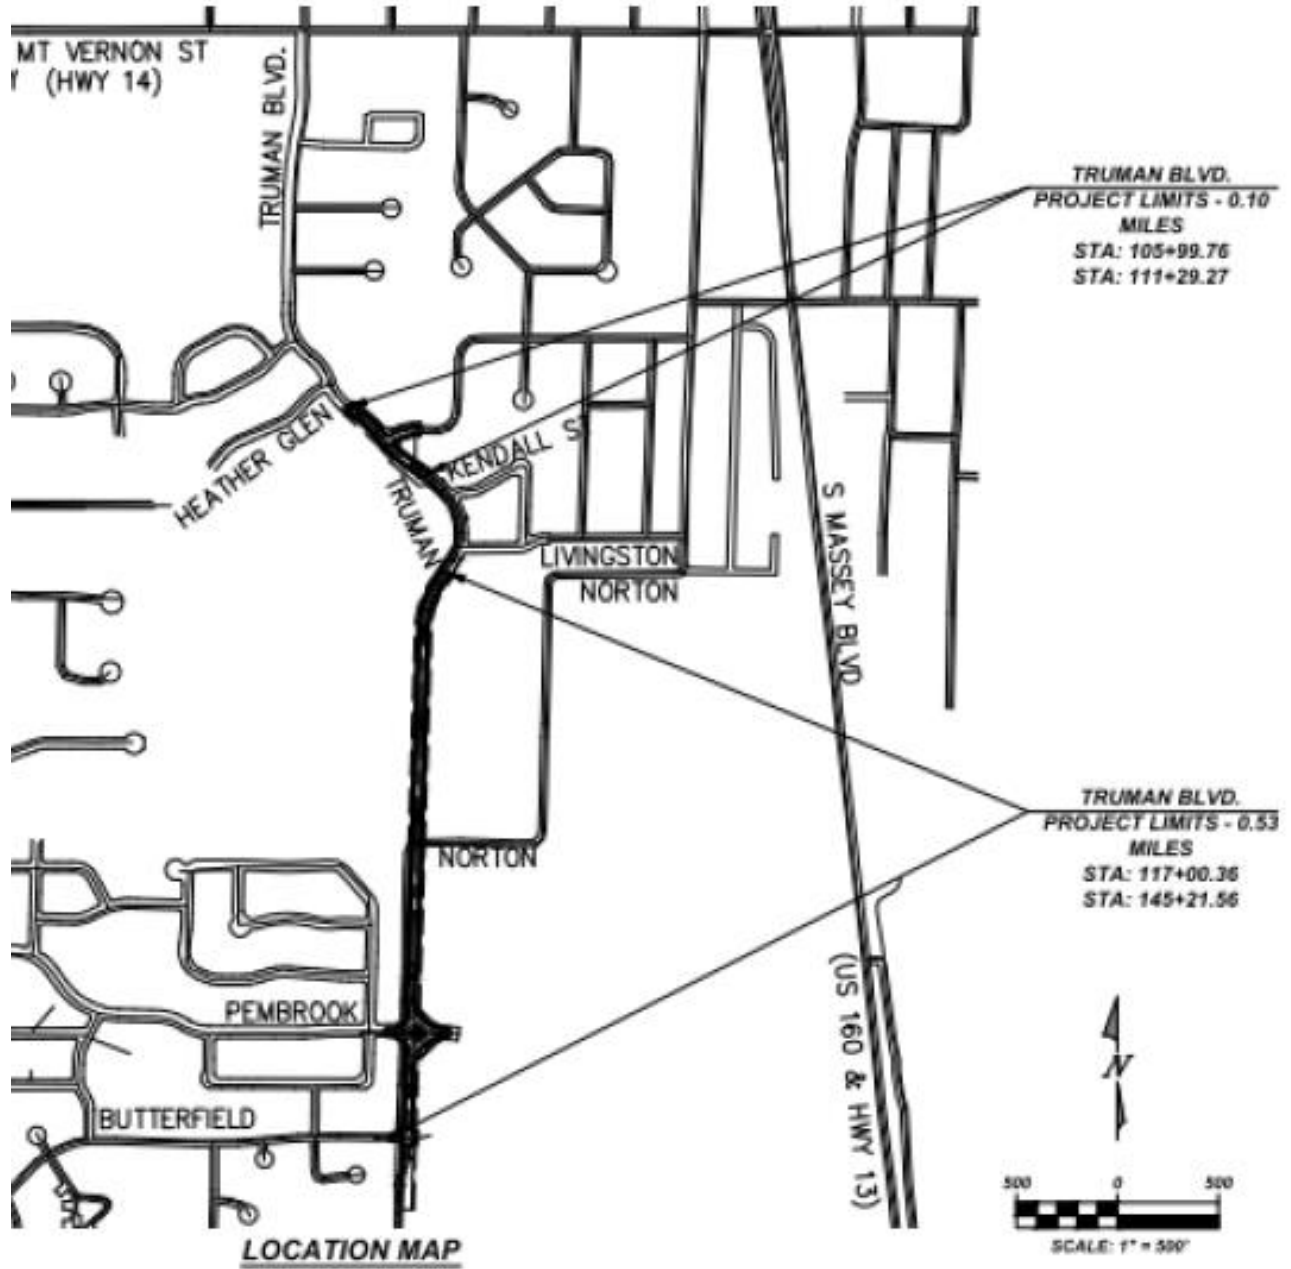 MT VERNON ST
Y (HWY 14)
TRUMAN BLVD.
TRUMAN BLVD.
PROJECT LIMITS - 0.10
MILES
STA: 105+99.76
STA: 111+29.27
HEATHER GLEN
KENDALL ST
TRUMAN
LIVINGSTON
NORTON
S MASSEY BLVD
TRUMAN BLVD.
PROJECT LIMITS - 0.53
MILES
STA: 117+00.36
STA: 145+21.56
NORTON
PEMBROOK
(US 160 & HWY 13)
N
BUTTERFIELD
500 0 500
SCALE: 1" = 500'
LOCATION MAP